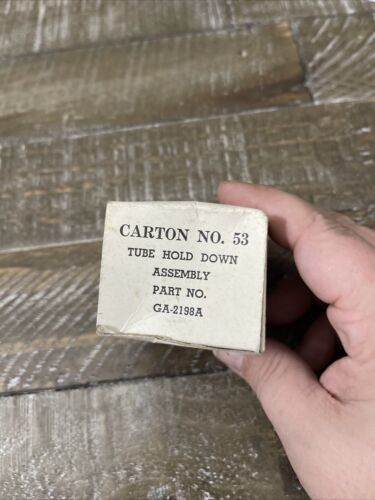 CARTON NO. 53
TUBE HOLD DOWN
ASSEMBLY
PART NO.
GA-2198A